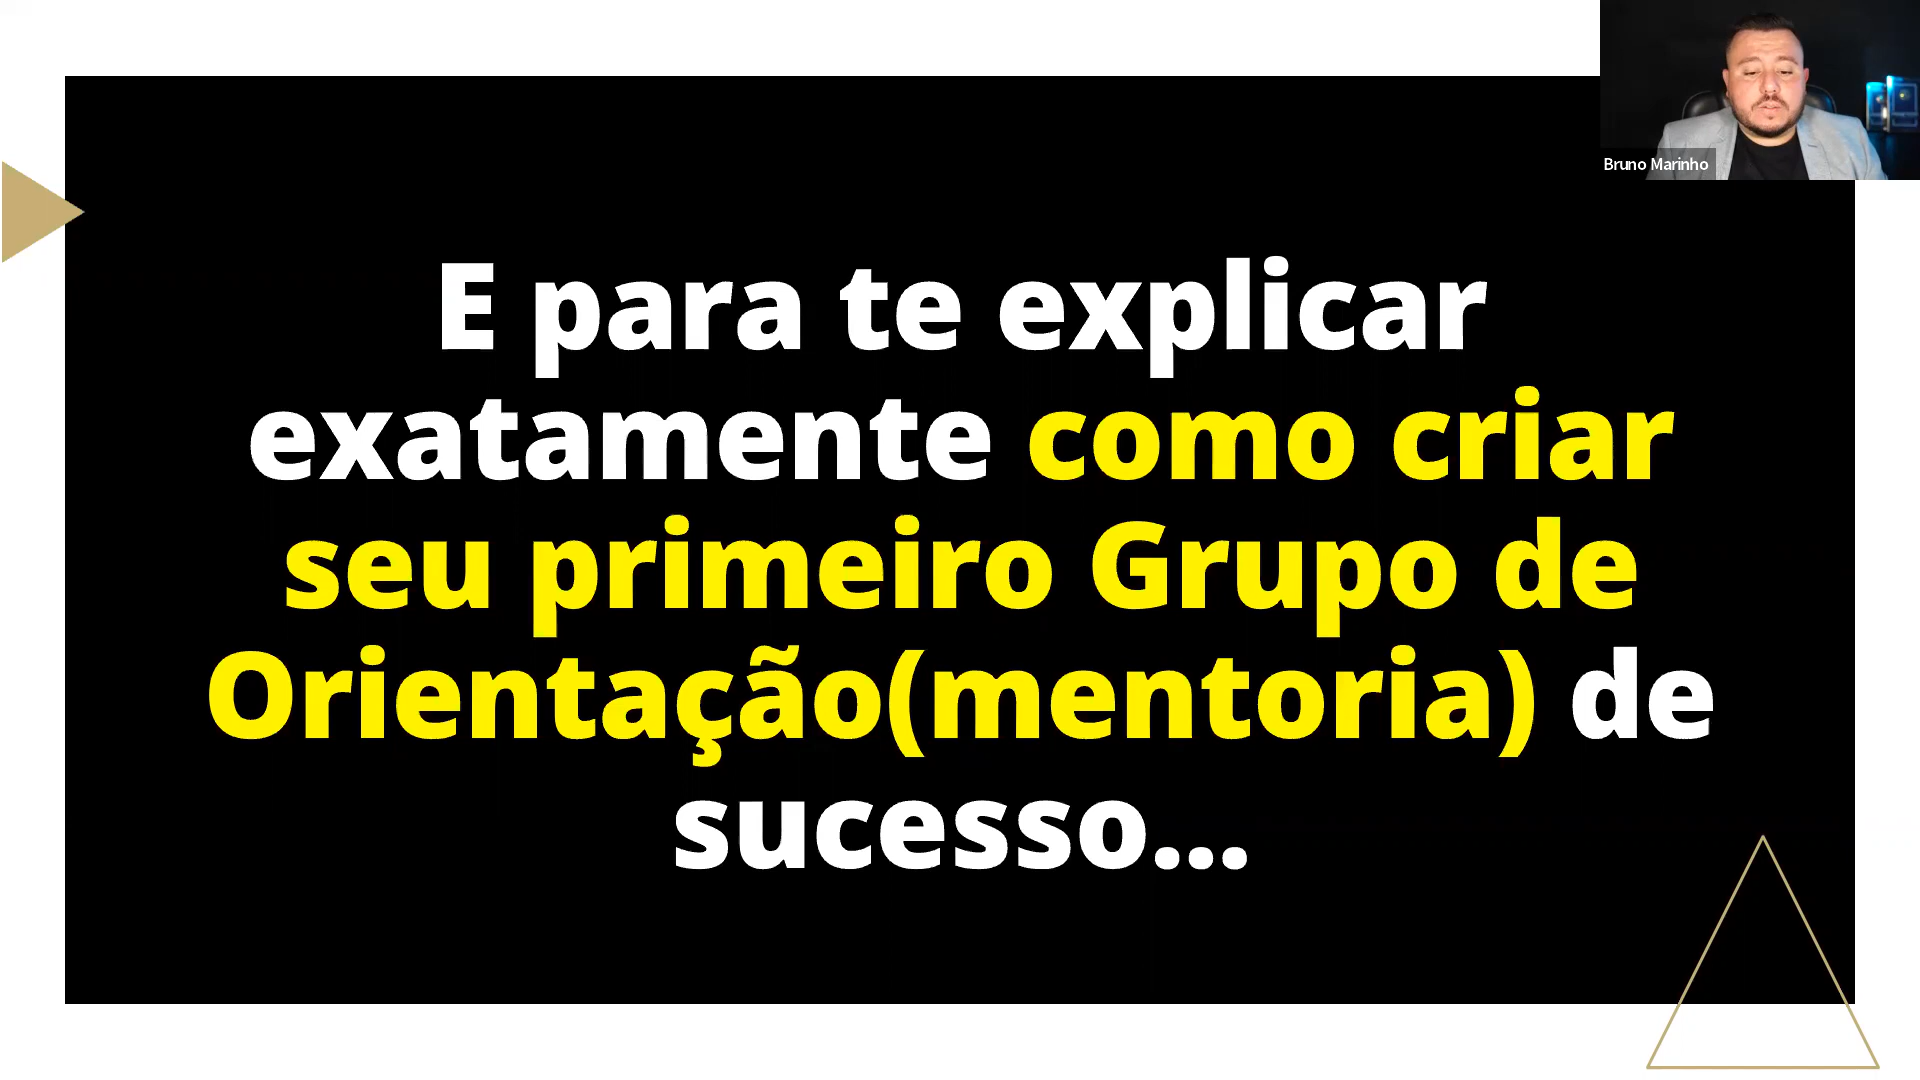 Bruno Marinho
E para te explicar
exatamente como criar
seu primeiro Grupo de
Orientação(mentoria) de
sucesso...